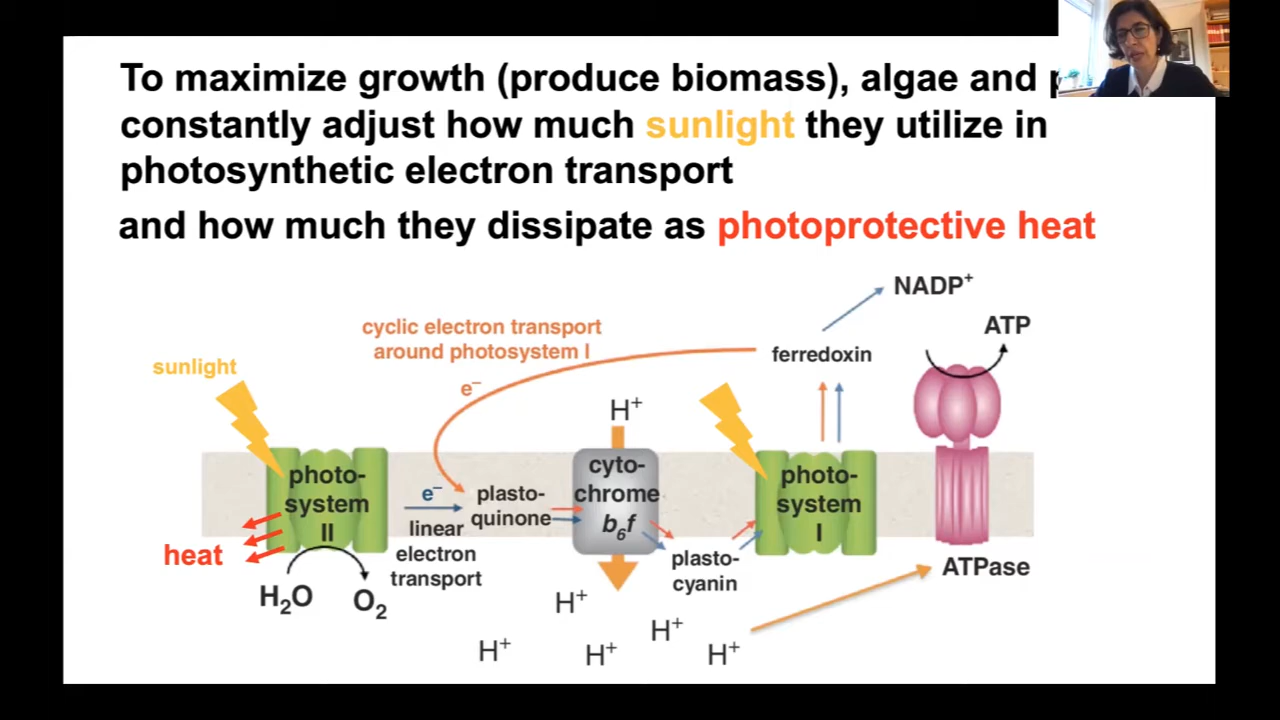 To maximize growth (produce biomass), algae and
constantly adjust how much sunlight they utilize in
photosynthetic electron transport
and how much they dissipate as photoprotective heat
NADP+
ATP
cyclic electron transport
around photosystem I
ferredoxin
sunlight
e−
H+
photo-
system
II
e−
linear
electron
transport
plasto-
quinone
cyto-
chrome
b6f
plasto-
cyanin
photo-
system
I
heat
H2O
O2
ATPase
H+
H+
H+
H+
H+